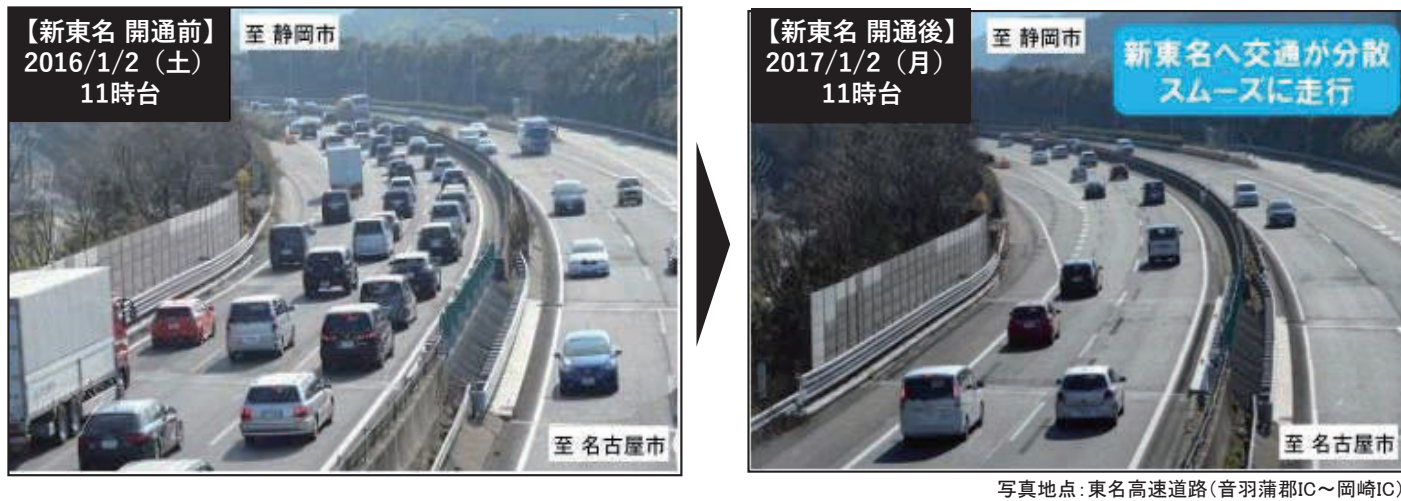 【新東名 開通前】
2016/1/2（土）
11時台
至 静岡市
至 名古屋市
【新東名 開通後】
2017/1/2（月）
11時台
至 静岡市
新東名へ交通が分散
スムーズに走行
至 名古屋市
写真地点：東名高速道路（音羽蒲郡IC～岡崎IC）